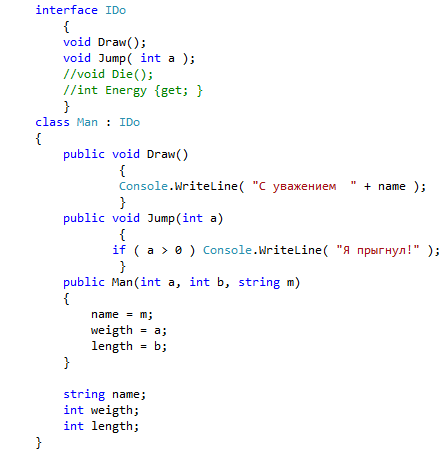 interface IDo
{
void Draw();
void Jump( int a );
//void Die();
//int Energy {get; }
}
class Man : IDo
{
public void Draw()
{
Console.WriteLine( "С уважением  " + name );
}
public void Jump(int a)
{
if ( a > 0 ) Console.WriteLine( "Я прыгнул!" );
}
public Man(int a, int b, string m)
{
name = m;
weigth = a;
length = b;
}
string name;
int weigth;
int length;
}